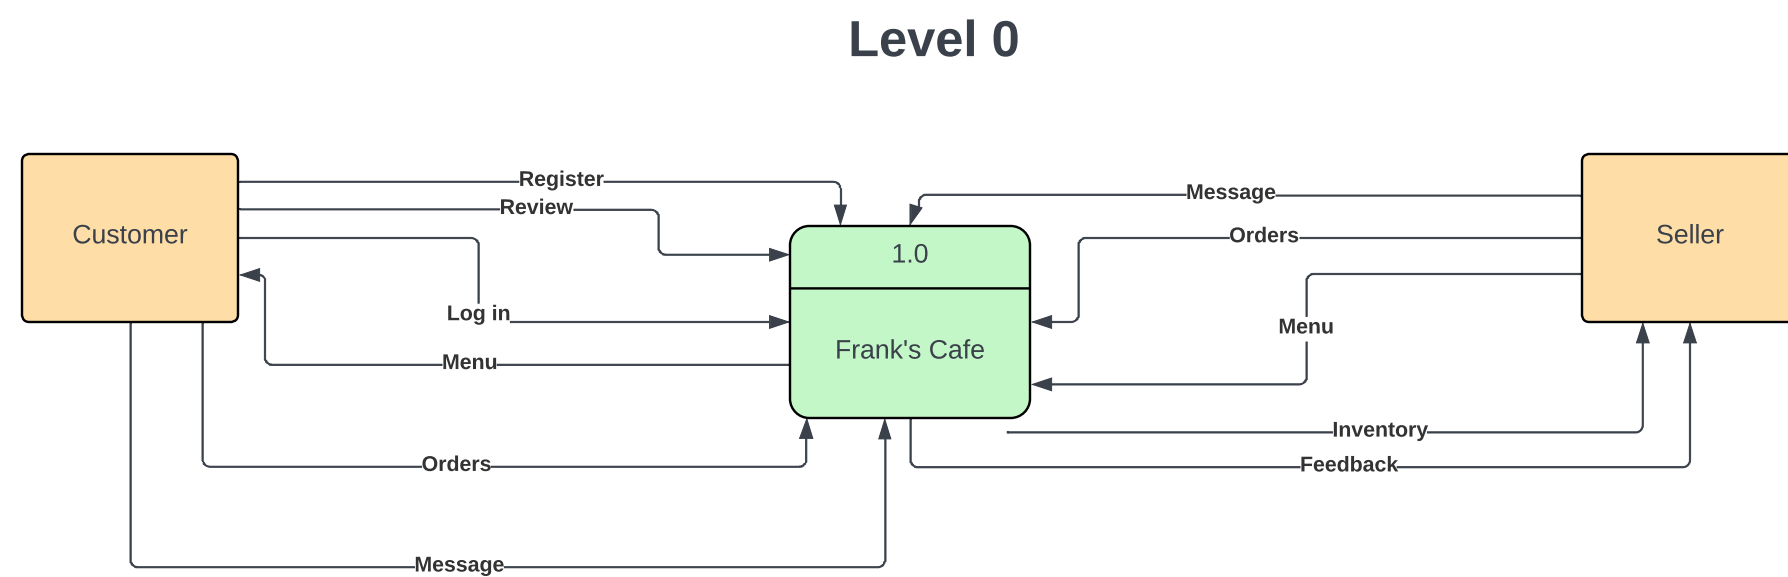 Level 0
Register
Message
Review
Customer
Orders
Seller
1.0
Log in
Menu
Frank's Cafe
Menu
Inventory
Orders
Feedback
Message